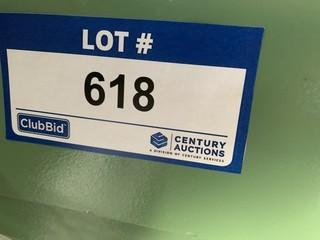 LOT #
618
ClubBid
CENTURY
AUCTIONS
A DIVISION OF CENTURY SERVICES